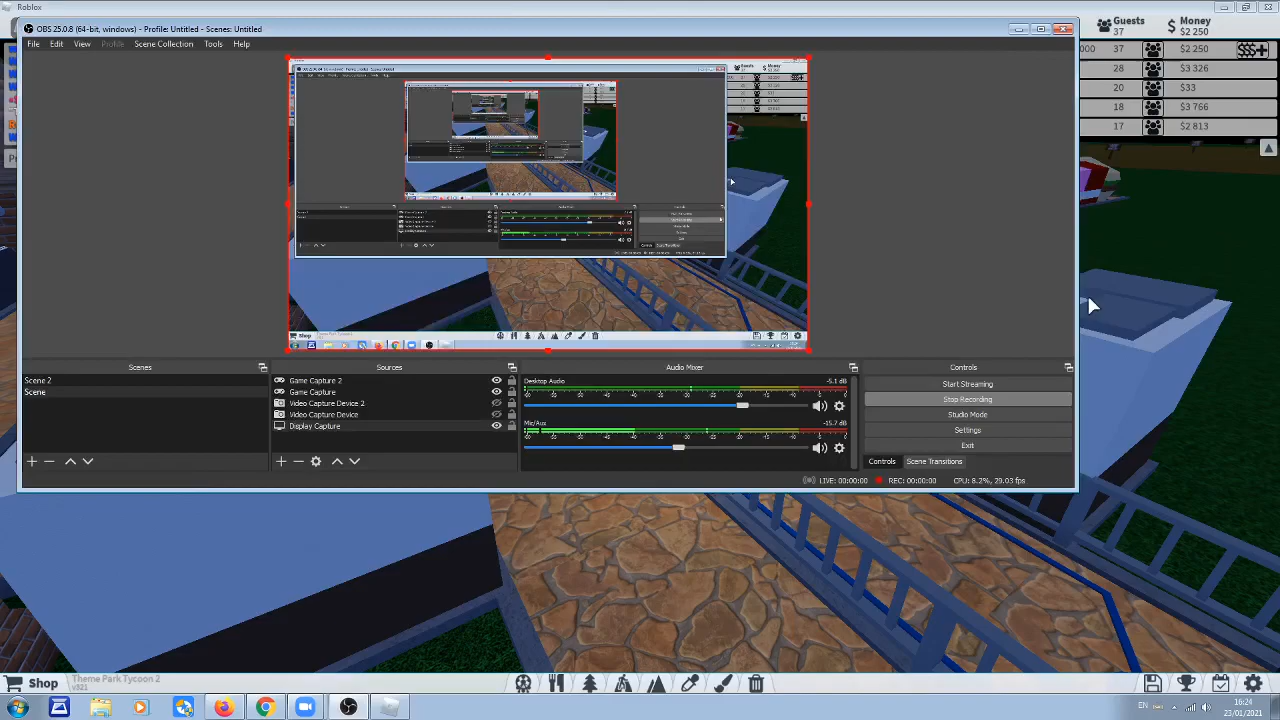 Roblox
OBS 25.0.8 (64-bit, windows) - Profile: Untitled - Scenes: Untitled
File Edit View Profile Scene Collection Tools Help
Guests Money
37 $2 250
37 $2 250
28 $3 326
20 $33
18 $3 766
17 $2 813
Scenes
Sources
Audio Mixer
Controls
Scene 2
Scene
Game Capture 2
Game Capture
Video Capture Device 2
Video Capture Device
Display Capture
Desktop Audio -5.1 dB
Mic/Aux -15.7 dB
Start Streaming
Stop Recording
Studio Mode
Settings
Exit
Controls Scene Transitions
LIVE: 00:00:00 REC: 00:00:00 CPU: 8.2%, 29.03 fps
Shop Theme Park Tycoon 2
v321
EN 16:24
23/01/2021